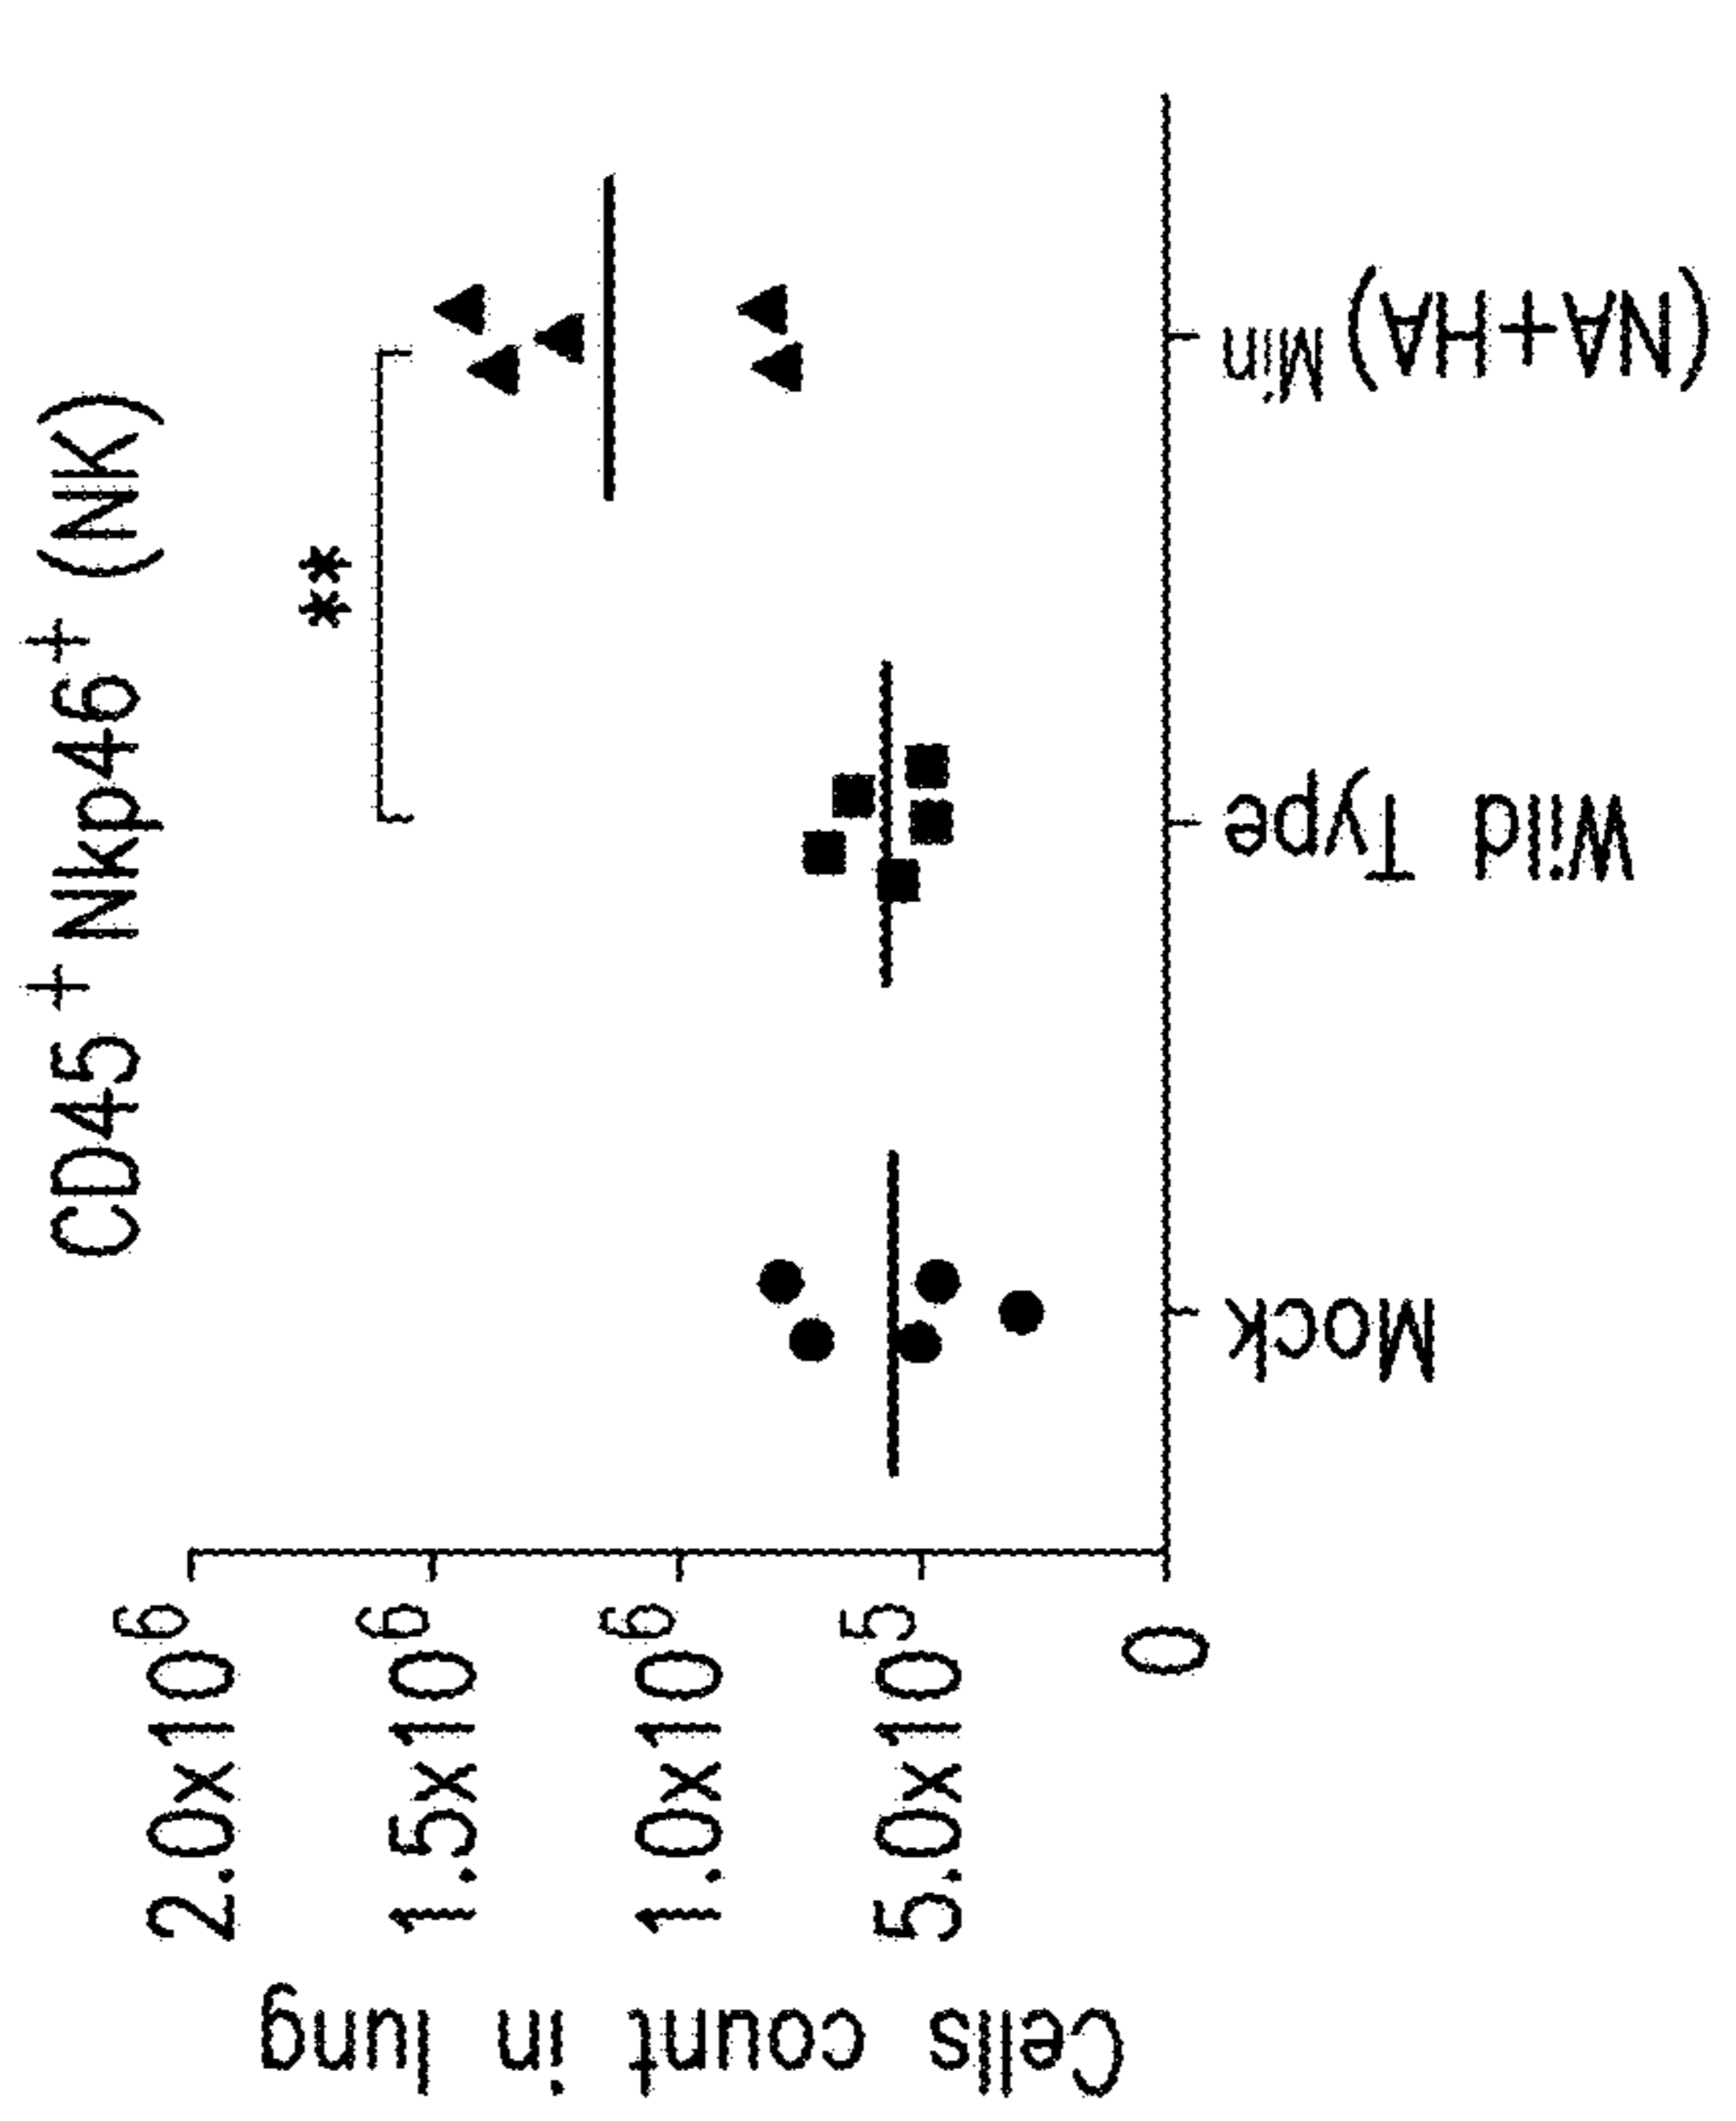 CD45⁺Nkp46⁺ (NK)
**
Cells count in lung
2.0x10⁶
1.5x10⁶
1.0x10⁶
5.0x10⁵
0
Mock
Wild Type
Min
(NA+HA)